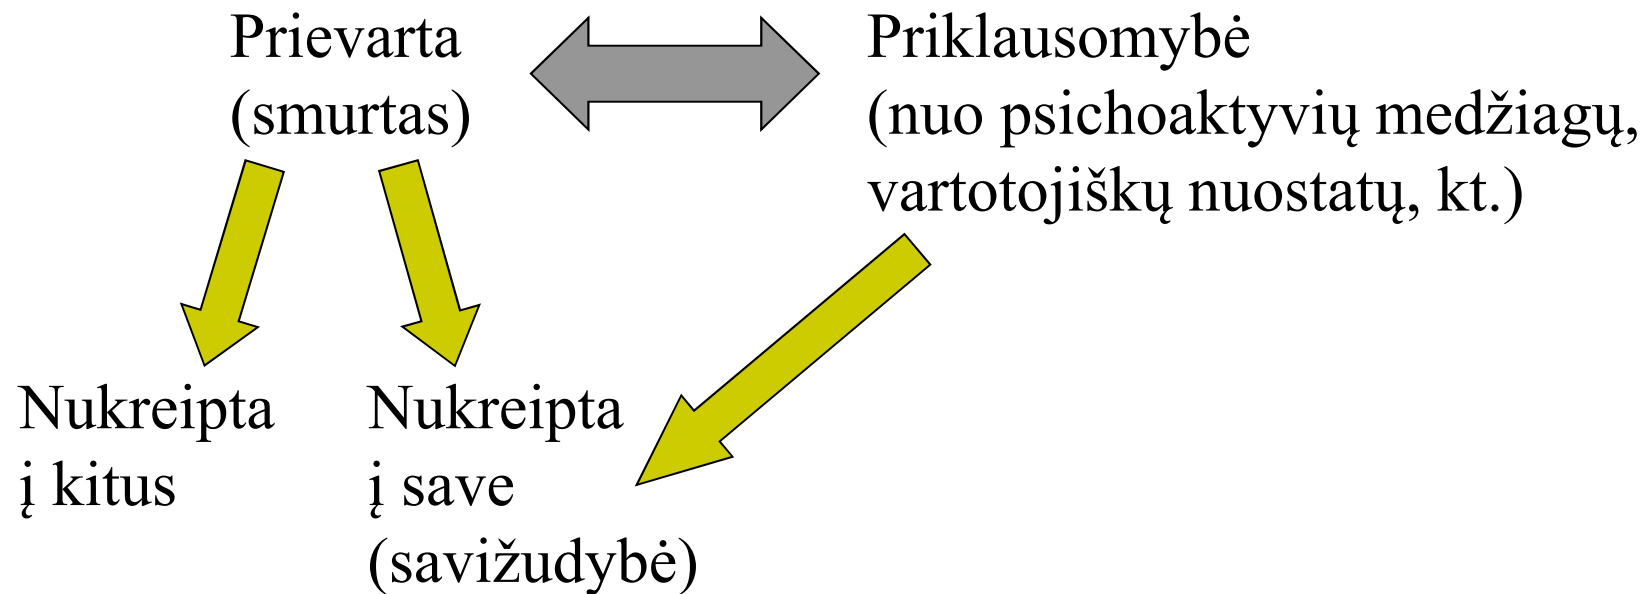 Prievarta
(smurtas)
Priklausomybė
(nuo psichoaktyvių medžiagų,
vartotojiškų nuostatų, kt.)
Nukreipta
į kitus
Nukreipta
į save
(savižudybė)